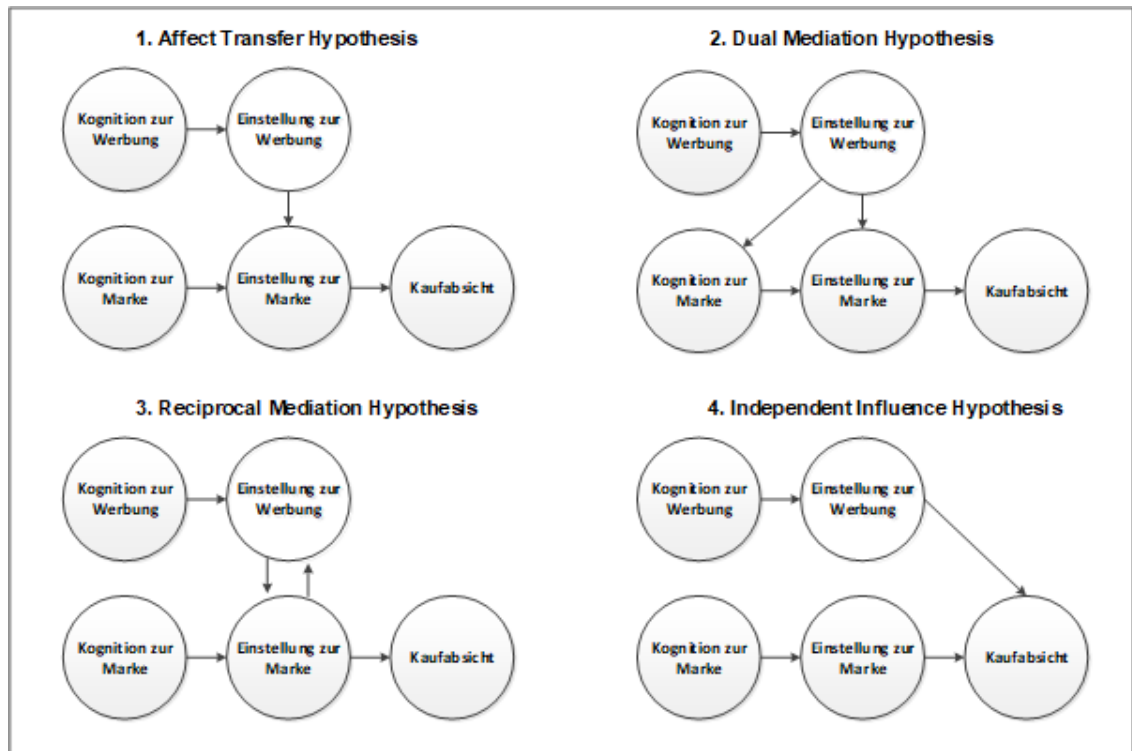 1. Affect Transfer Hypothesis
Kognition zur
Werbung
Einstellung zur
Werbung
Kognition zur
Marke
Einstellung zur
Marke
Kaufabsicht
2. Dual Mediation Hypothesis
Kognition zur
Werbung
Einstellung zur
Werbung
Kognition zur
Marke
Einstellung zur
Marke
Kaufabsicht
3. Reciprocal Mediation Hypothesis
Kognition zur
Werbung
Einstellung zur
Werbung
Kognition zur
Marke
Einstellung zur
Marke
Kaufabsicht
4. Independent Influence Hypothesis
Kognition zur
Werbung
Einstellung zur
Werbung
Kognition zur
Marke
Einstellung zur
Marke
Kaufabsicht